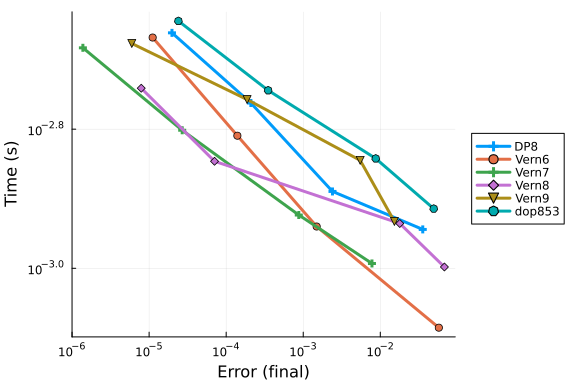 Time (s)
10^−2.8
10^−3.0
10^−6
10^−5
10^−4
10^−3
10^−2
Error (final)
DP8
Vern6
Vern7
Vern8
Vern9
dop853